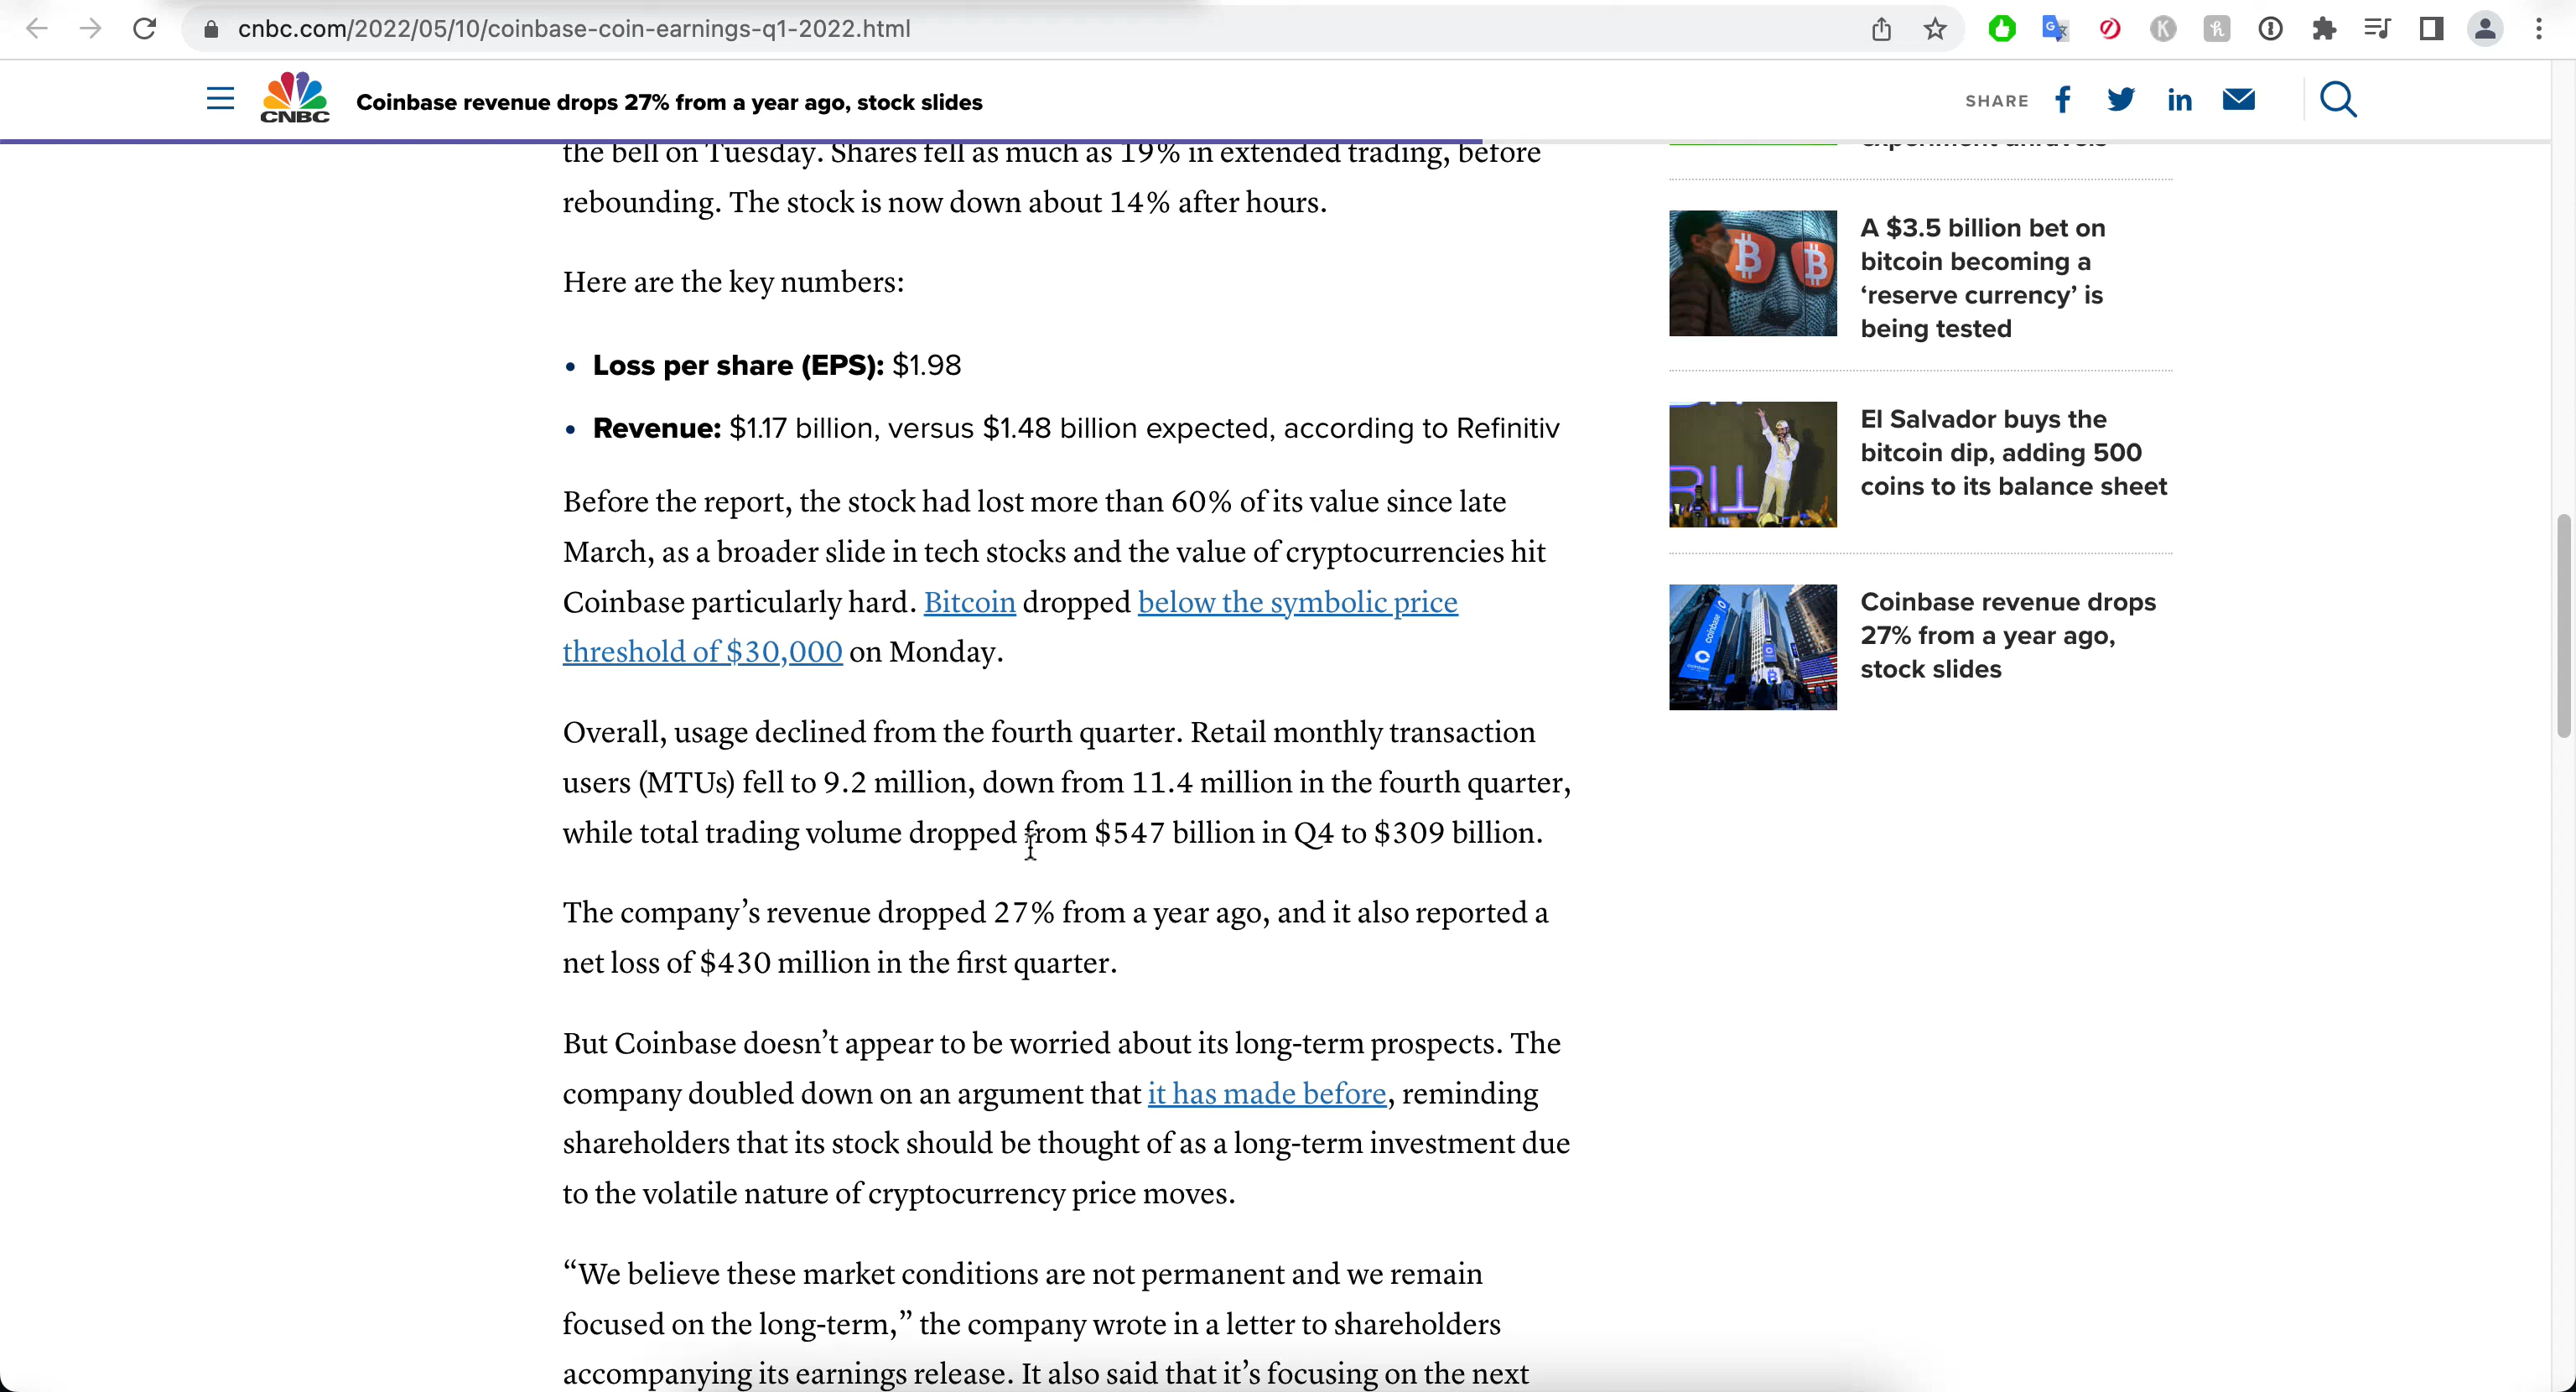 cnbc.com/2022/05/10/coinbase-coin-earnings-q1-2022.html
CNBC
Coinbase revenue drops 27% from a year ago, stock slides
SHARE
the bell on Tuesday. Shares fell as much as 19% in extended trading, before
rebounding. The stock is now down about 14% after hours.
Here are the key numbers:
• Loss per share (EPS): $1.98
• Revenue: $1.17 billion, versus $1.48 billion expected, according to Refinitiv
Before the report, the stock had lost more than 60% of its value since late
March, as a broader slide in tech stocks and the value of cryptocurrencies hit
Coinbase particularly hard. Bitcoin dropped below the symbolic price
threshold of $30,000 on Monday.
Overall, usage declined from the fourth quarter. Retail monthly transaction
users (MTUs) fell to 9.2 million, down from 11.4 million in the fourth quarter,
while total trading volume dropped from $547 billion in Q4 to $309 billion.
The company’s revenue dropped 27% from a year ago, and it also reported a
net loss of $430 million in the first quarter.
But Coinbase doesn’t appear to be worried about its long-term prospects. The
company doubled down on an argument that it has made before, reminding
shareholders that its stock should be thought of as a long-term investment due
to the volatile nature of cryptocurrency price moves.
“We believe these market conditions are not permanent and we remain
focused on the long-term,” the company wrote in a letter to shareholders
accompanying its earnings release. It also said that it’s focusing on the next
A $3.5 billion bet on
bitcoin becoming a
‘reserve currency’ is
being tested
El Salvador buys the
bitcoin dip, adding 500
coins to its balance sheet
Coinbase revenue drops
27% from a year ago,
stock slides
coinbase